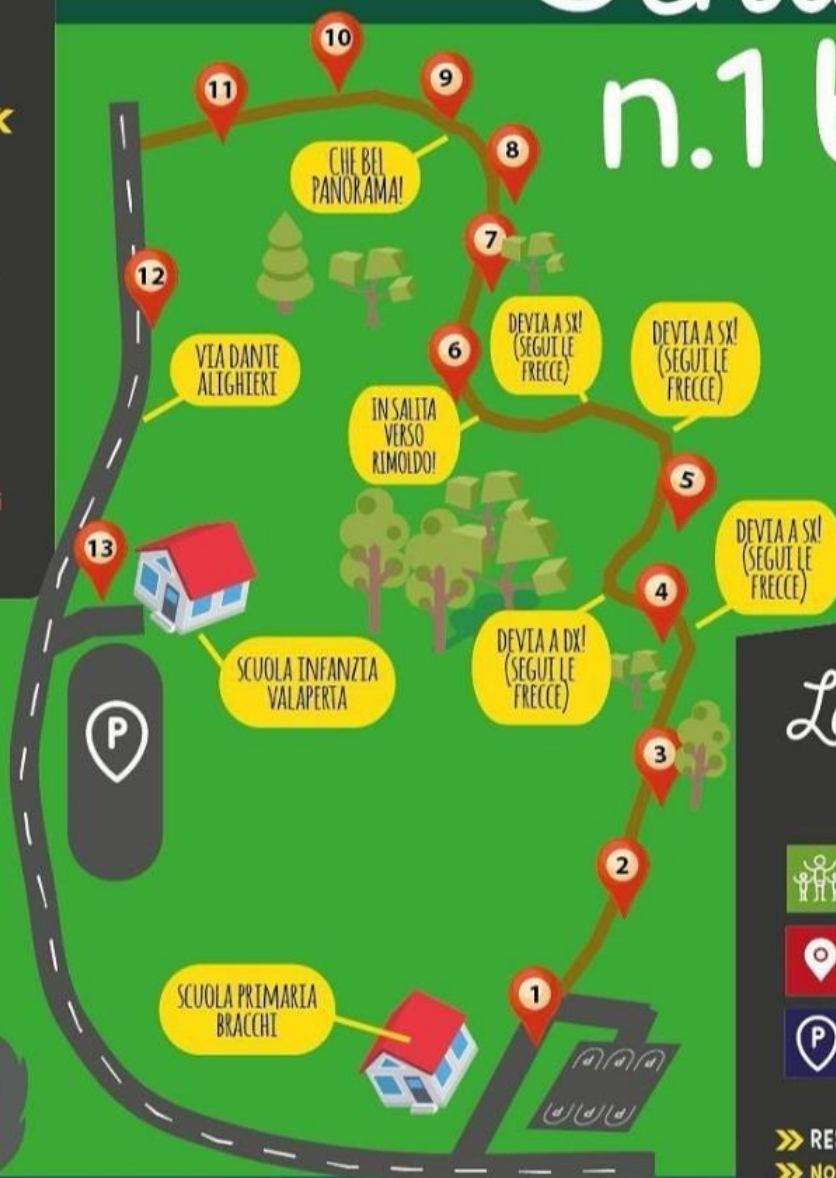 n.1
10
11
9
8
CHE BEL
PANORAMA!
7
12
6
DEVIA A SX!
(SEGUI LE
FRECCE)
DEVIA A SX!
(SEGUI LE
FRECCE)
VIA DANTE
ALIGHIERI
IN SALITA
VERSO
RIMOLDO!
5
13
4
DEVIA A SX!
(SEGUI LE
FRECCE)
DEVIA A DX!
(SEGUI LE
FRECCE)
SCUOLA INFANZIA
VALAPERTA
P
3
2
1
SCUOLA PRIMARIA
BRACCHI
P P P
P P P
P
NO